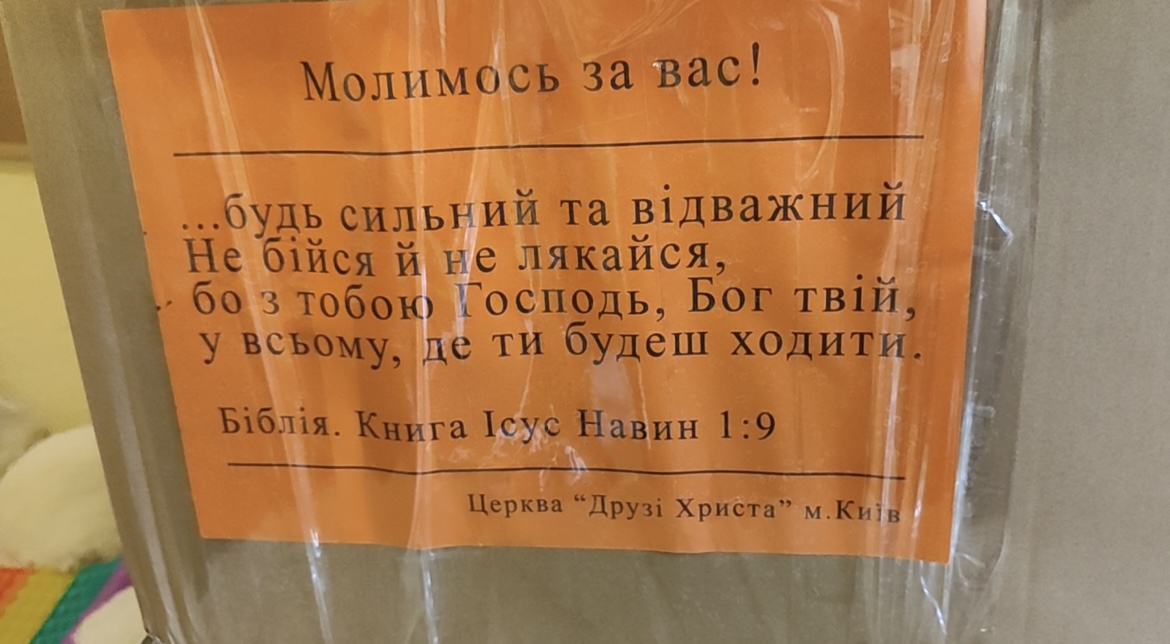 Молимось за вас!
...будь сильний та відважний
Не бійся й не лякайся,
бо з тобою Господь, Бог твій,
у всьому, де ти будеш ходити.
Біблія. Книга Ісус Навин 1:9
Церква “Друзі Христа” м.Київ